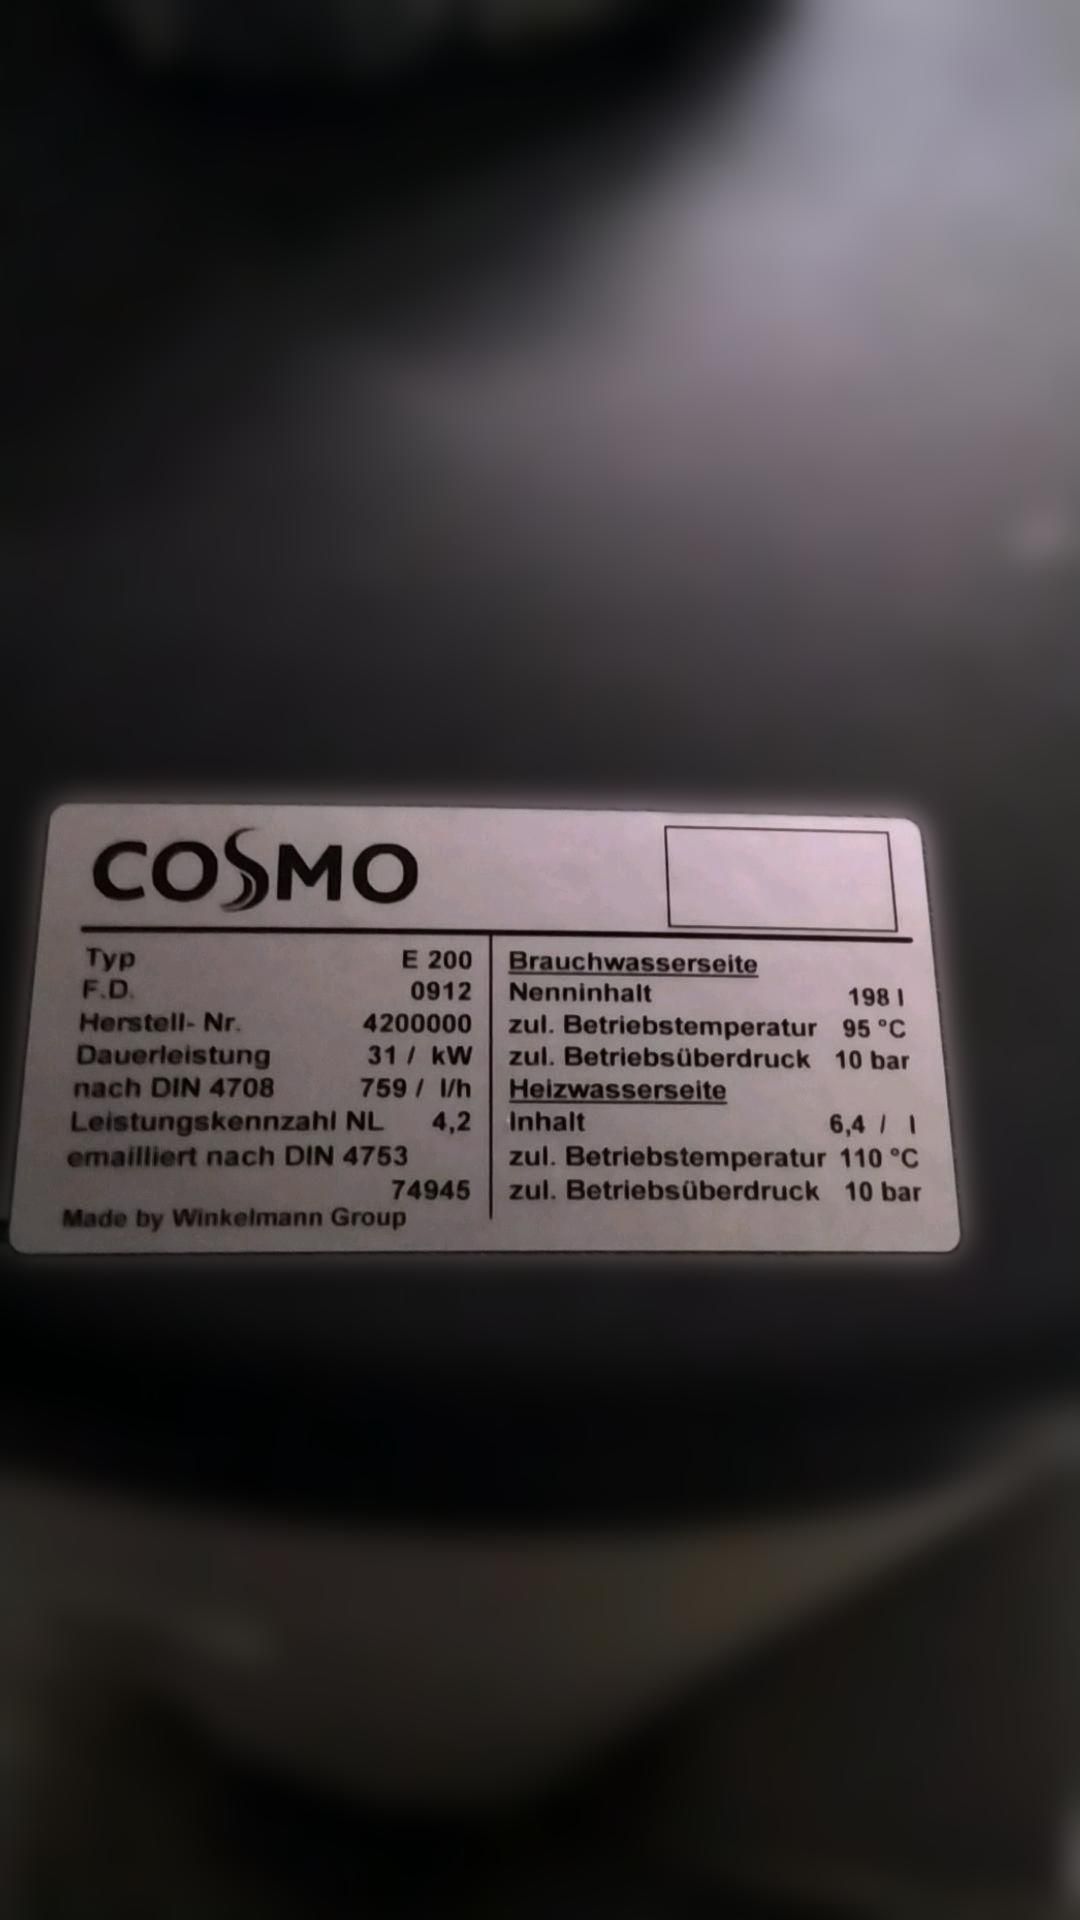 COSMO
Typ E 200
F.D. 0912
Herstell- Nr. 4200000
Dauerleistung 31 / kW
nach DIN 4708 759 / l/h
Leistungskennzahl NL 4,2
emailliert nach DIN 4753
74945
Made by Winkelmann Group
Brauchwasserseite
Nenninhalt 198 l
zul. Betriebstemperatur 95 °C
zul. Betriebsüberdruck 10 bar
Heizwasserseite
Inhalt 6,4 / l
zul. Betriebstemperatur 110 °C
zul. Betriebsüberdruck 10 bar